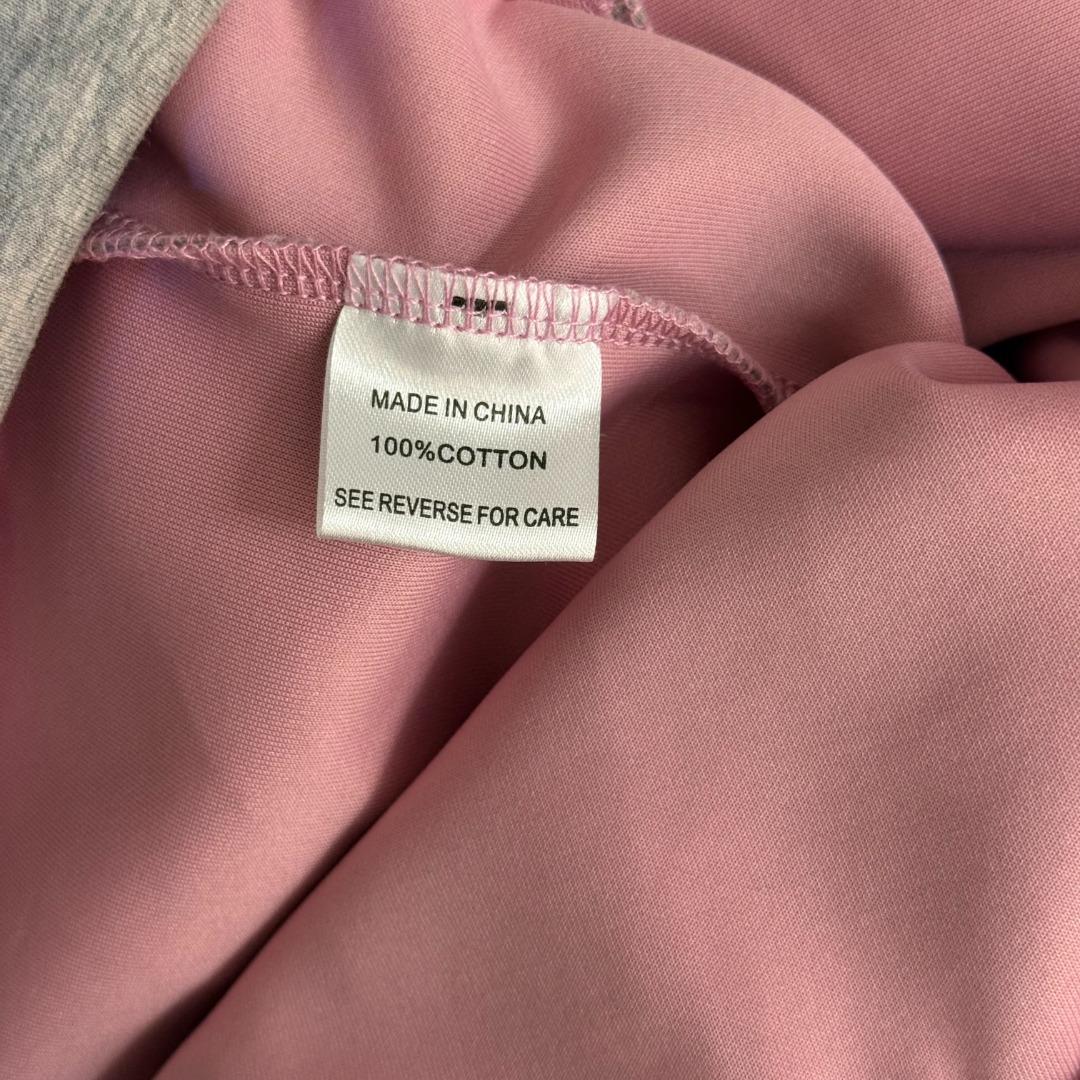 MADE IN CHINA
100%COTTON
SEE REVERSE FOR CARE